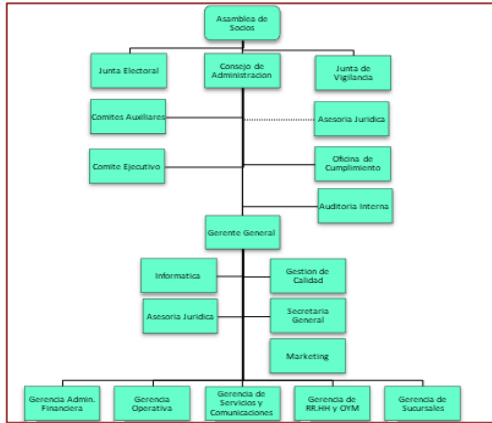 Asamblea de
Socios
Junta Electoral
Consejo de
Administracion
Junta de
Vigilancia
Comites Auxiliares
Asesoria Juridica
Comite Ejecutivo
Oficina de
Cumplimiento
Auditoria Interna
Gerente General
Informatica
Gestion de
Calidad
Asesoria Juridica
Secretaria
General
Marketing
Gerencia Admin.
Financiera
Gerencia
Operativa
Gerencia de
Servicios y
Comunicaciones
Gerencia de
RR.HH y OYM
Gerencia de
Sucursales